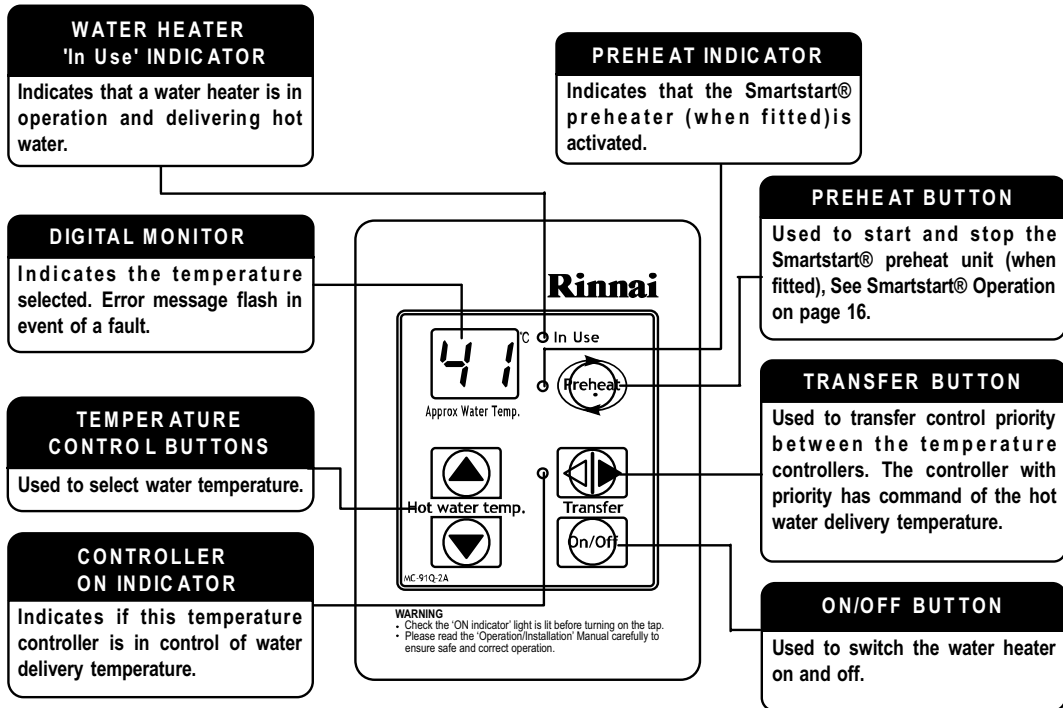 WATER HEATER
'In Use' INDICATOR
Indicates that a water heater is in
operation and delivering hot
water.
PREHEAT INDICATOR
Indicates that the Smartstart®
preheater (when fitted)is
activated.
DIGITAL MONITOR
Indicates the temperature
selected. Error message flash in
event of a fault.
PREHEAT BUTTON
Used to start and stop the
Smartstart® preheat unit (when
fitted), See Smartstart® Operation
on page 16.
TEMPERATURE
CONTROL BUTTONS
Used to select water temperature.
TRANSFER BUTTON
Used to transfer control priority
between the temperature
controllers. The controller with
priority has command of the hot
water delivery temperature.
CONTROLLER
ON INDICATOR
Indicates if this temperature
controller is in control of water
delivery temperature.
ON/OFF BUTTON
Used to switch the water heater
on and off.
Rinnai
41 °C In Use
Preheat
Approx Water Temp.
Hot water temp. Transfer
On/Off
MC-91Q-2A
WARNING
• Check the 'ON indicator' light is lit before turning on the tap.
• Please read the 'Operation/Installation' Manual carefully to
ensure safe and correct operation.